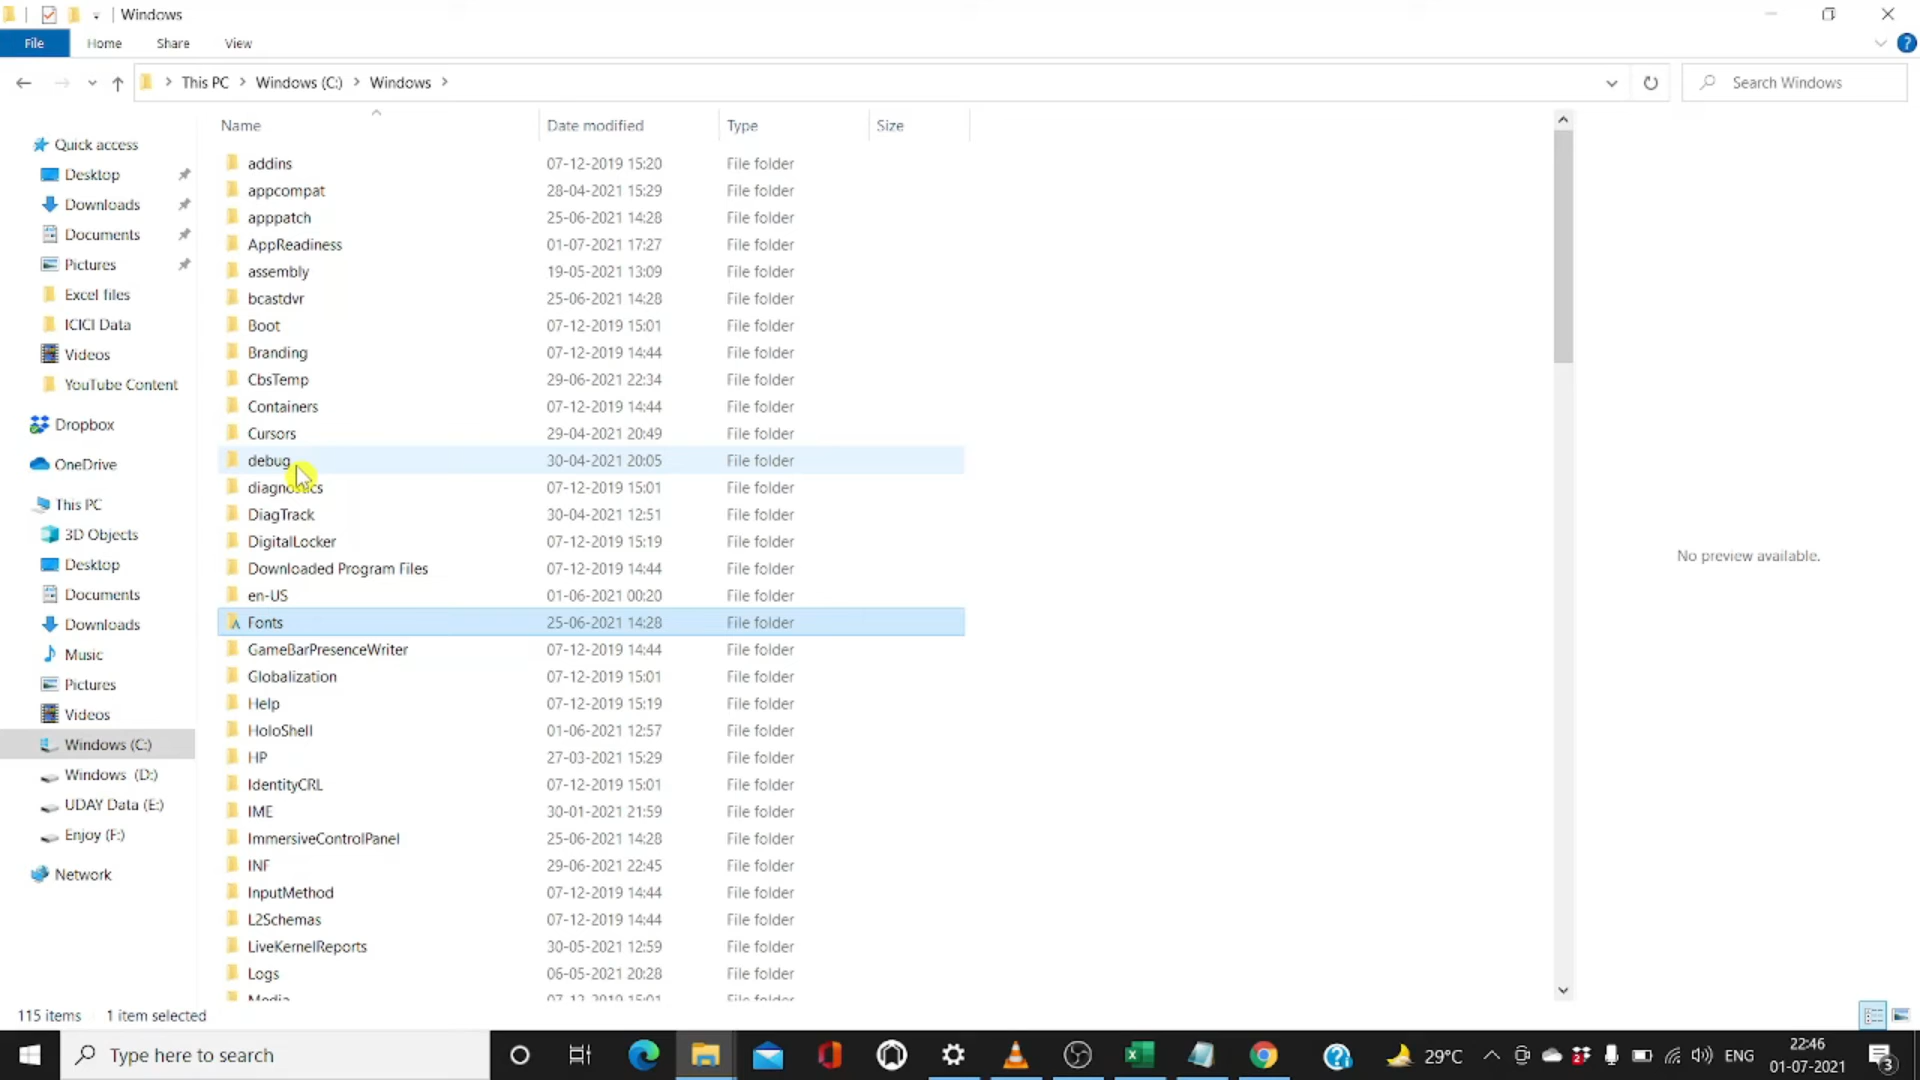 Windows
File Home Share View
This PC Windows (C:) Windows
Search Windows
Name Date modified Type Size
Quick access
Desktop
Downloads
Documents
Pictures
Excel files
ICICI Data
Videos
YouTube Content
Dropbox
OneDrive
This PC
3D Objects
Desktop
Documents
Downloads
Music
Pictures
Videos
Windows (C:)
Windows (D:)
UDAY Data (E:)
Enjoy (F:)
Network
addins 07-12-2019 15:20 File folder
appcompat 28-04-2021 15:29 File folder
apppatch 25-06-2021 14:28 File folder
AppReadiness 01-07-2021 17:27 File folder
assembly 19-05-2021 13:09 File folder
bcastdvr 25-06-2021 14:28 File folder
Boot 07-12-2019 15:01 File folder
Branding 07-12-2019 14:44 File folder
CbsTemp 29-06-2021 22:34 File folder
Containers 07-12-2019 14:44 File folder
Cursors 29-04-2021 20:49 File folder
debug 30-04-2021 20:05 File folder
diagnostics 07-12-2019 15:01 File folder
DiagTrack 30-04-2021 12:51 File folder
DigitalLocker 07-12-2019 15:19 File folder
Downloaded Program Files 07-12-2019 14:44 File folder
en-US 01-06-2021 00:20 File folder
Fonts 25-06-2021 14:28 File folder
GameBarPresenceWriter 07-12-2019 14:44 File folder
Globalization 07-12-2019 15:01 File folder
Help 07-12-2019 15:19 File folder
HoloShell 01-06-2021 12:57 File folder
HP 27-03-2021 15:29 File folder
IdentityCRL 07-12-2019 15:01 File folder
IME 30-01-2021 21:59 File folder
ImmersiveControlPanel 25-06-2021 14:28 File folder
INF 29-06-2021 22:45 File folder
InputMethod 07-12-2019 14:44 File folder
L2Schemas 07-12-2019 14:44 File folder
LiveKernelReports 30-05-2021 12:59 File folder
Logs 06-05-2021 20:28 File folder
Media 07-12-2019 15:01 File folder
No preview available.
115 items 1 item selected
Type here to search
29°C
ENG
22:46
01-07-2021
3